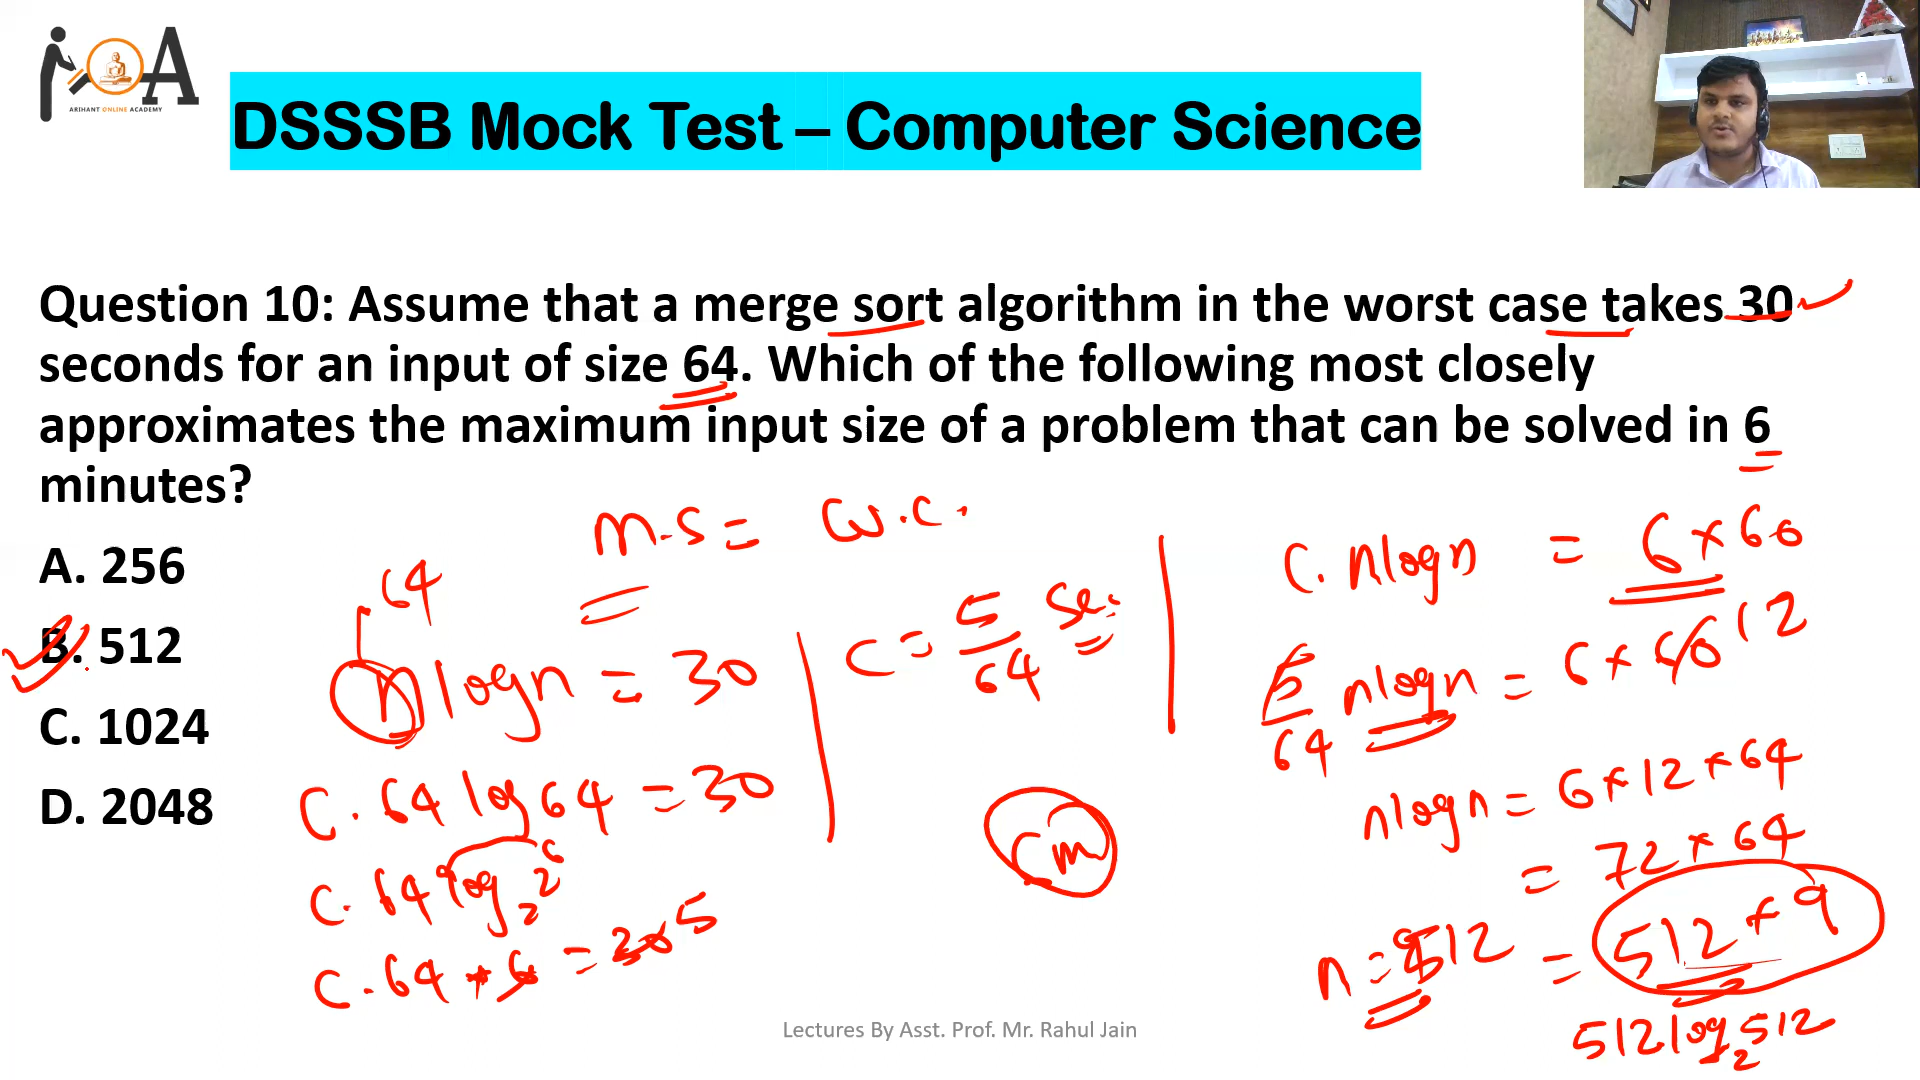 ARIHANT ONLINE ACADEMY
DSSSB Mock Test – Computer Science
Question 10: Assume that a merge sort algorithm in the worst case takes 30
seconds for an input of size 64. Which of the following most closely
approximates the maximum input size of a problem that can be solved in 6
minutes?
A. 256
B. 512
C. 1024
D. 2048
M.S = W.C.
64
n logn = 30
C. 64 log 64 = 30
C. 64 log₂ 2⁶
C. 64 * 6 = 30 5
C = 5/64 Sec
C. nlogn = 6 × 60
5/64 nlogn = 6 × 60 12
nlogn = 6 × 12 × 64
= 72 × 64
n = 512 = 512 × 9
512 log₂ 512
Lectures By Asst. Prof. Mr. Rahul Jain